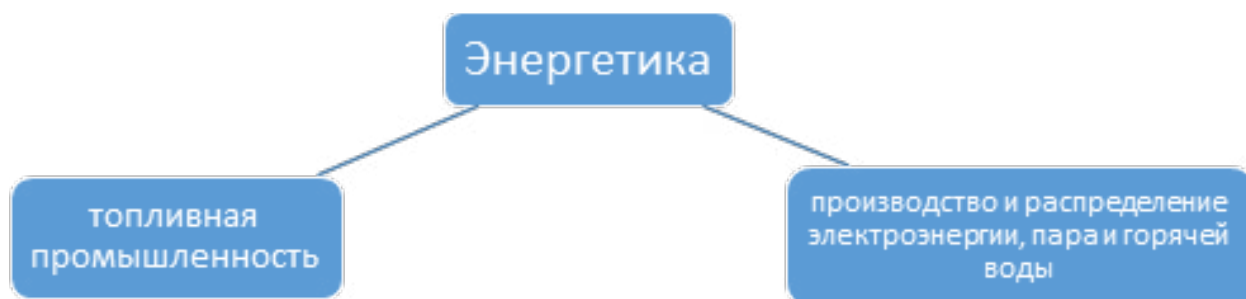 Энергетика
топливная
промышленность
производство и распределение
электроэнергии, пара и горячей
воды